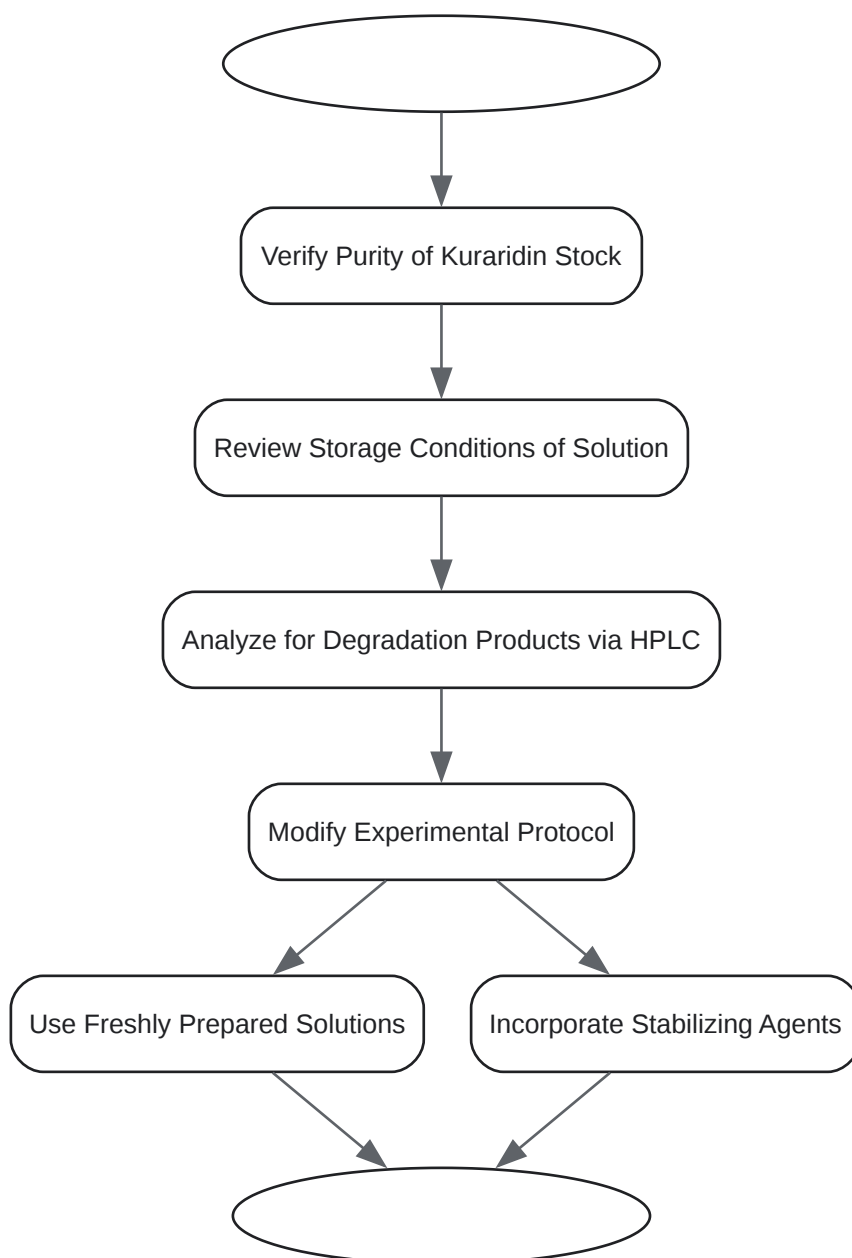 Verify Purity of Kuraridin Stock
Review Storage Conditions of Solution
Analyze for Degradation Products via HPLC
Modify Experimental Protocol
Use Freshly Prepared Solutions
Incorporate Stabilizing Agents